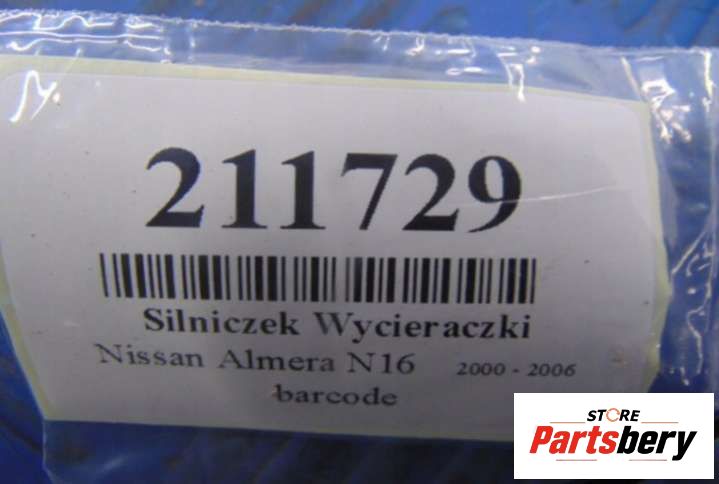 211729
Silniczek Wycieraczki
Nissan Almera N16 2000 - 2006
barcode
STORE
Partsbery